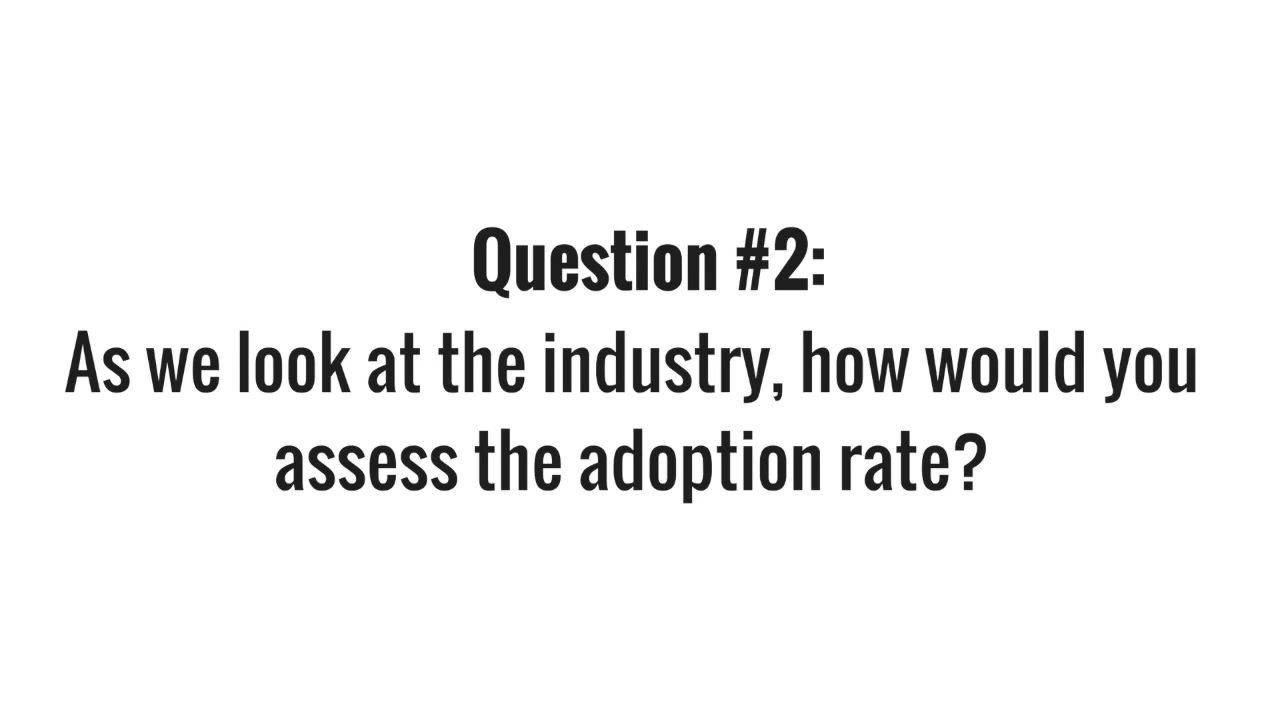 Question #2:
As we look at the industry, how would you
assess the adoption rate?